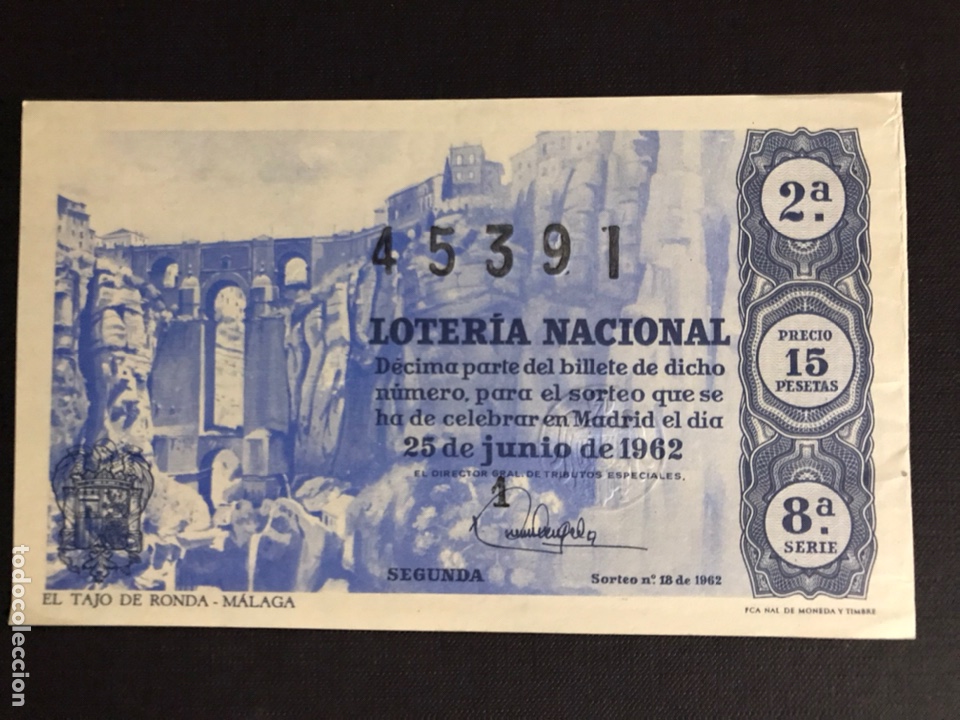 45391
LOTERÍA NACIONAL
Décima parte del billete de dicho
número, para el sorteo que se
ha de celebrar en Madrid el día
25 de junio de 1962
EL DIRECTOR GRAL. DE TRIBUTOS ESPECIALES,
1
SEGUNDA
Sorteo nº 18 de 1962
EL TAJO DE RONDA - MÁLAGA
2ª
PRECIO
15
PESETAS
8ª
SERIE
FCA NAL DE MONEDA Y TIMBRE
todocoleccion